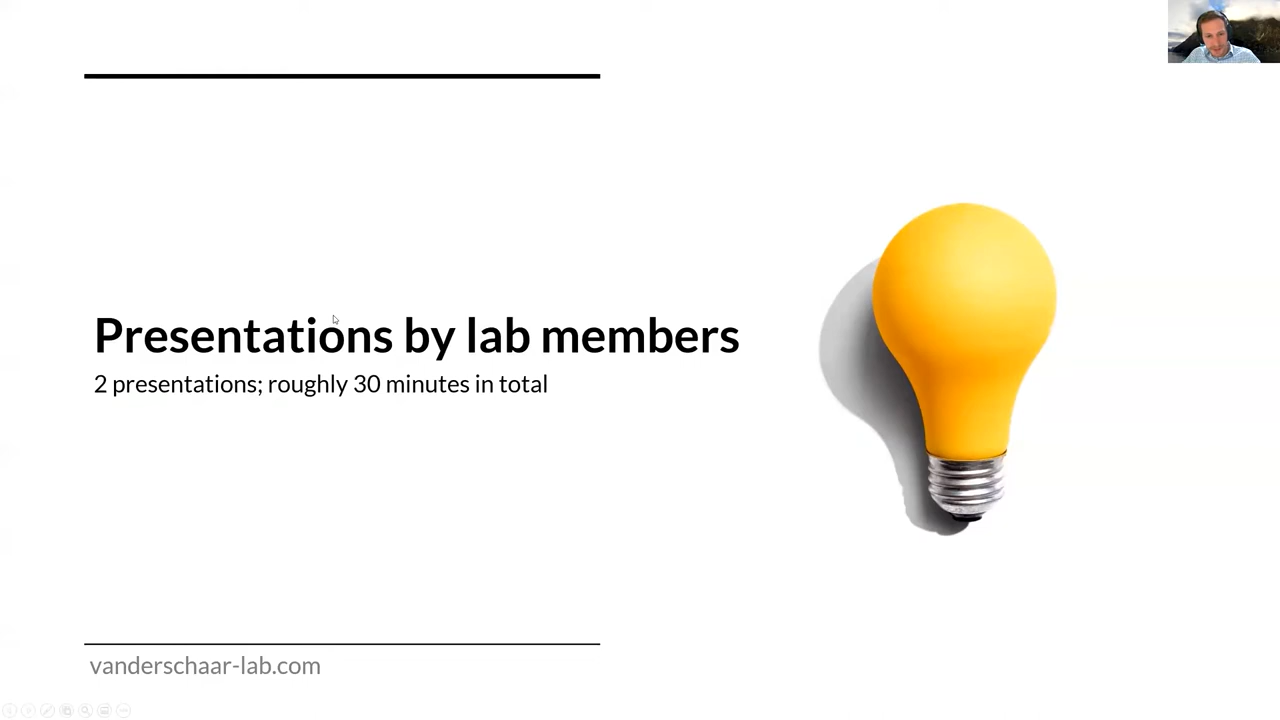 Presentations by lab members
2 presentations; roughly 30 minutes in total
vanderschaar-lab.com